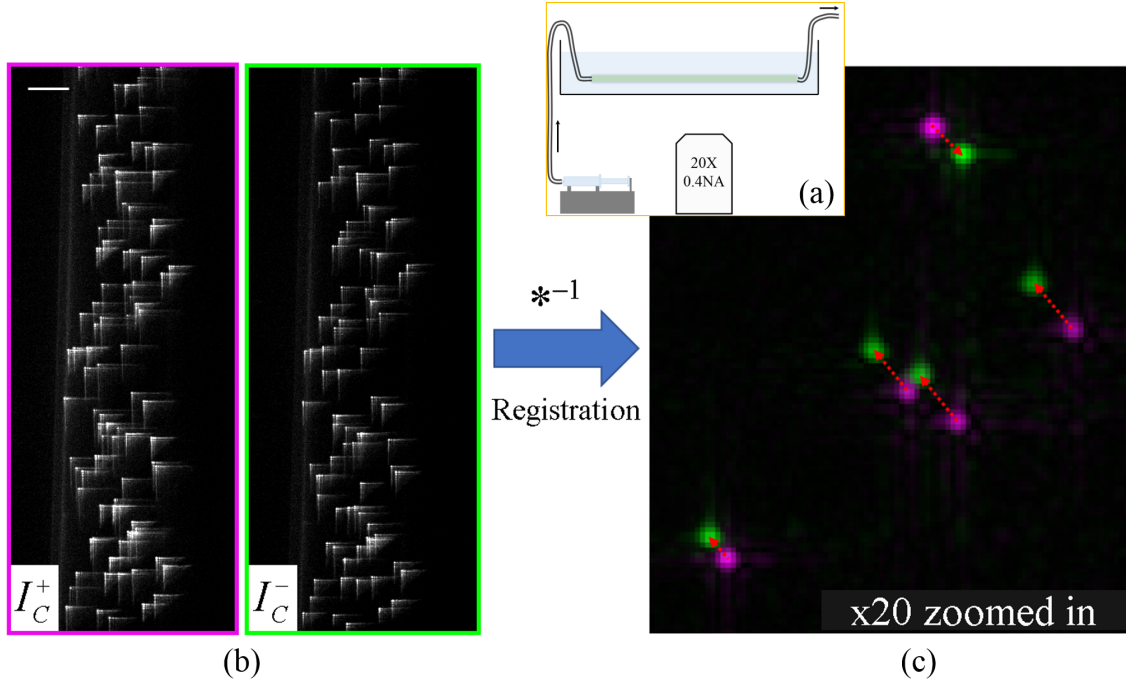 20X
0.4NA
(a)
*⁻¹
Registration
I_C^+
I_C^-
x20 zoomed in
(b)
(c)